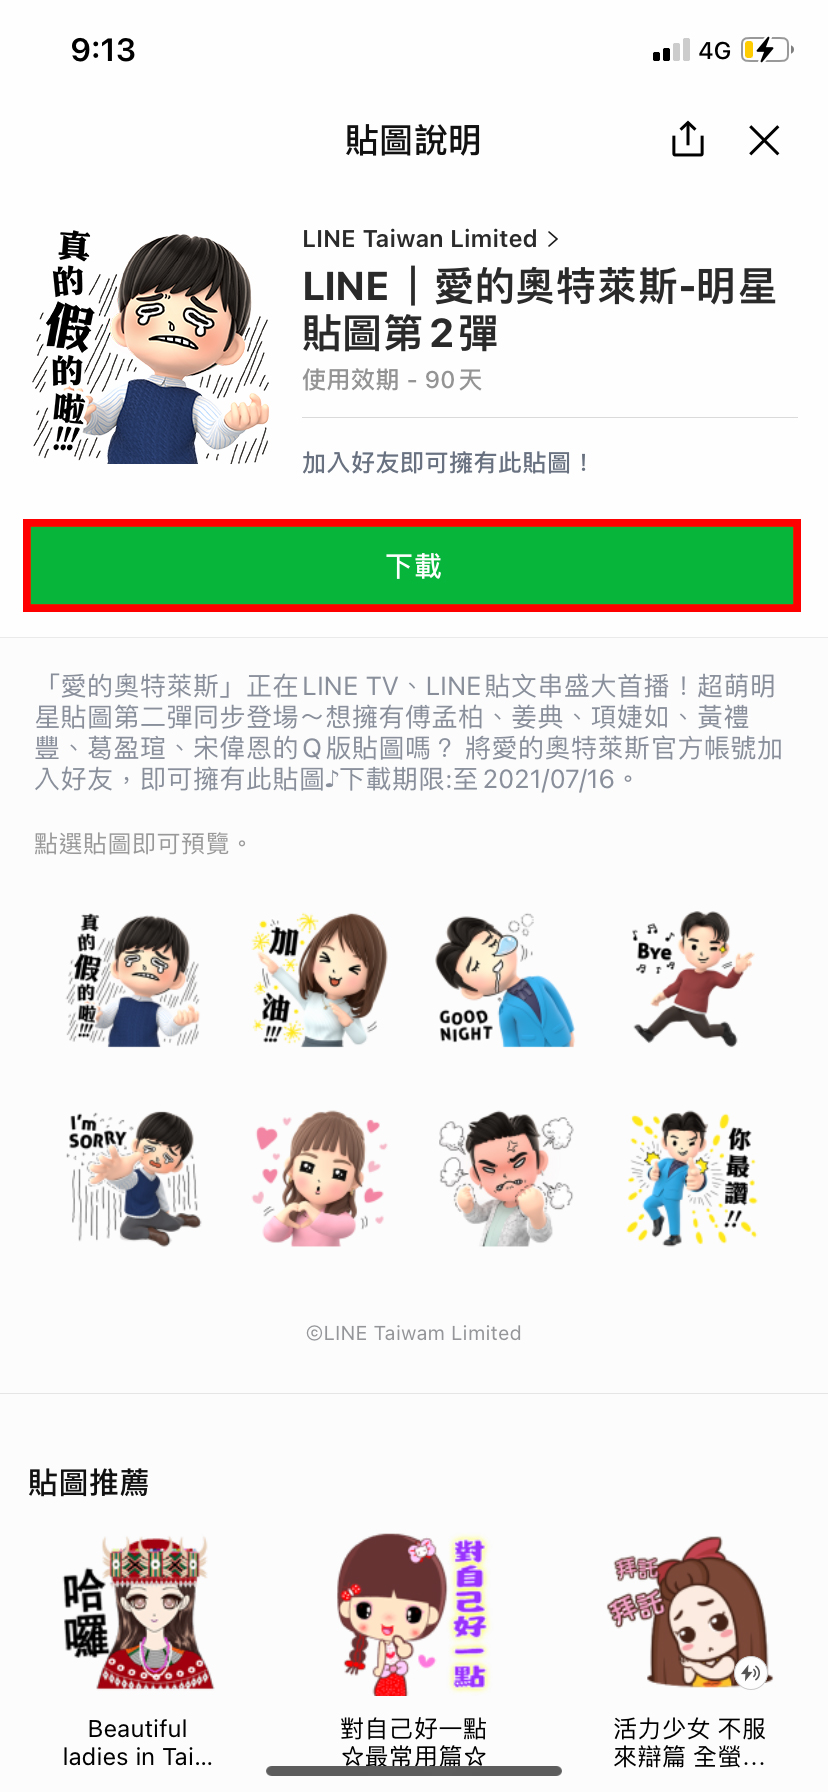 9:13
4G
貼圖說明
真的假的啦!!!
LINE Taiwan Limited >
LINE｜愛的奧特萊斯-明星
貼圖第2彈
使用效期 - 90天
加入好友即可擁有此貼圖！
下載
「愛的奧特萊斯」正在LINE TV、LINE貼文串盛大首播！超萌明
星貼圖第二彈同步登場～想擁有傅孟柏、姜典、項婕如、黃禮
豐、葛盈瑄、宋偉恩的Q版貼圖嗎？ 將愛的奧特萊斯官方帳號加
入好友，即可擁有此貼圖♪下載期限:至2021/07/16。
點選貼圖即可預覽。
真的假的啦!!!
加油!!!
GOOD
NIGHT
Bye
I'm
SORRY
你最讚!!
©LINE Taiwam Limited
貼圖推薦
哈囉
對自己好一點
拜託
拜託
Beautiful
ladies in Tai...
對自己好一點
☆最常用篇☆
活力少女 不服
來辯篇 全螢...